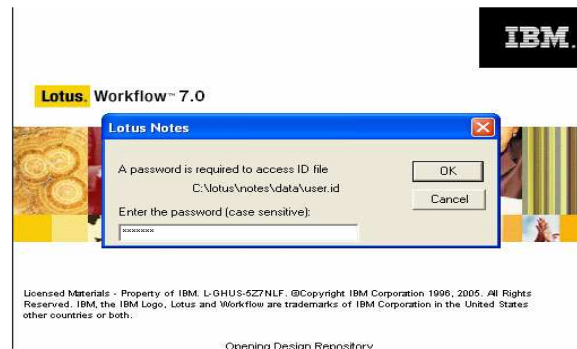 IBM.
Lotus. Workflow™ 7.0
Lotus Notes
A password is required to access ID file
C:\lotus\notes\data\user.id
Enter the password (case sensitive):
xxxxxxx
OK
Cancel
Licensed Materials - Property of IBM. L-GHUS-6Z7NLF. ©Copyright IBM Corporation 1996, 2005. All Rights
Reserved. IBM, the IBM Logo, Lotus and Workflow are trademarks of IBM Corporation in the United States
other countries or both.
Opening Design Repository